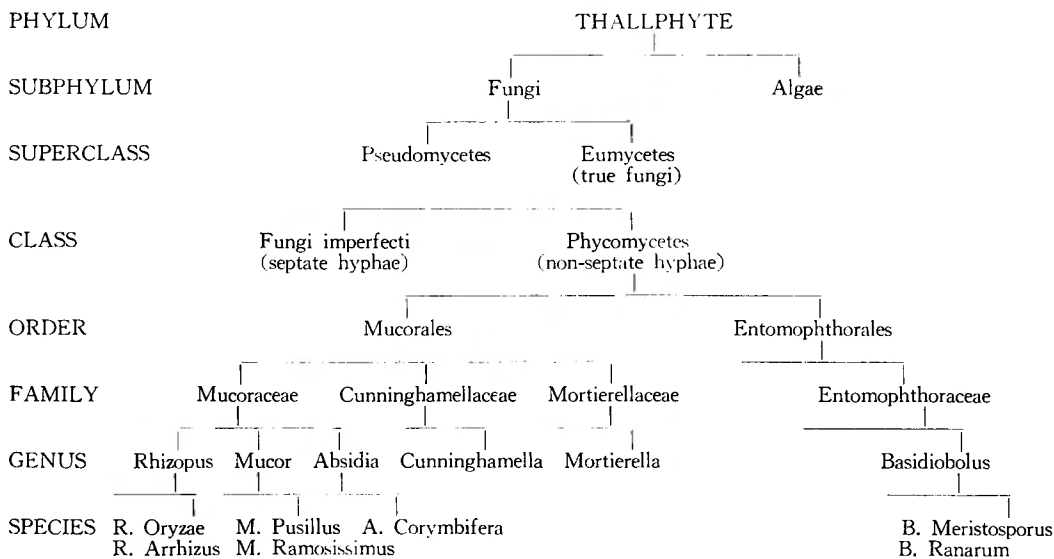 PHYLUM THALLPHYTE
SUBPHYLUM Fungi Algae
SUPERCLASS Pseudomycetes Eumycetes
(true fungi)
CLASS Fungi imperfecti Phycomycetes
(septate hyphae) (non-septate hyphae)
ORDER Mucorales Entomophthorales
FAMILY Mucoraceae Cunninghamellaceae Mortierellaceae Entomophthoraceae
GENUS Rhizopus Mucor Absidia Cunninghamella Mortierella Basidiobolus
SPECIES R. Oryzae M. Pusillus A. Corymbifera B. Meristosporus
R. Arrhizus M. Ramosissimus B. Ranarum